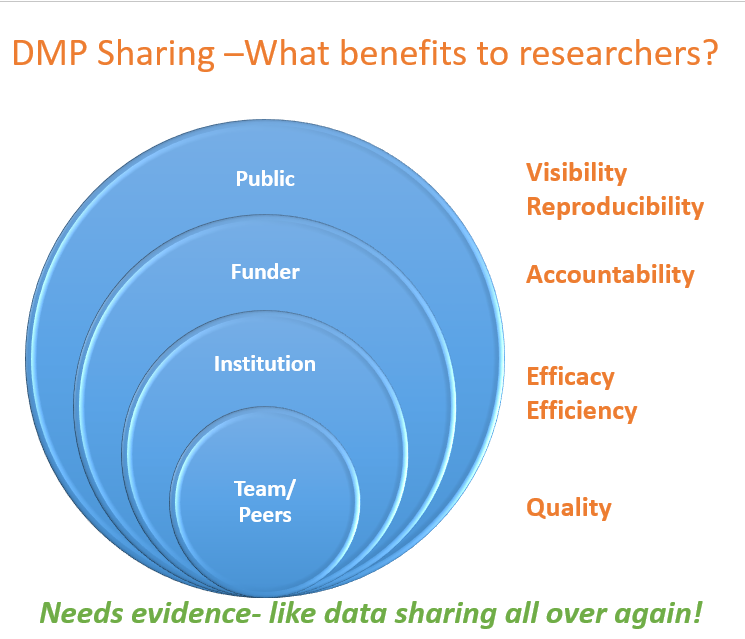 DMP Sharing –What benefits to researchers?
Public
Visibility
Reproducibility
Funder
Accountability
Institution
Efficacy
Efficiency
Team/
Peers
Quality
Needs evidence- like data sharing all over again!